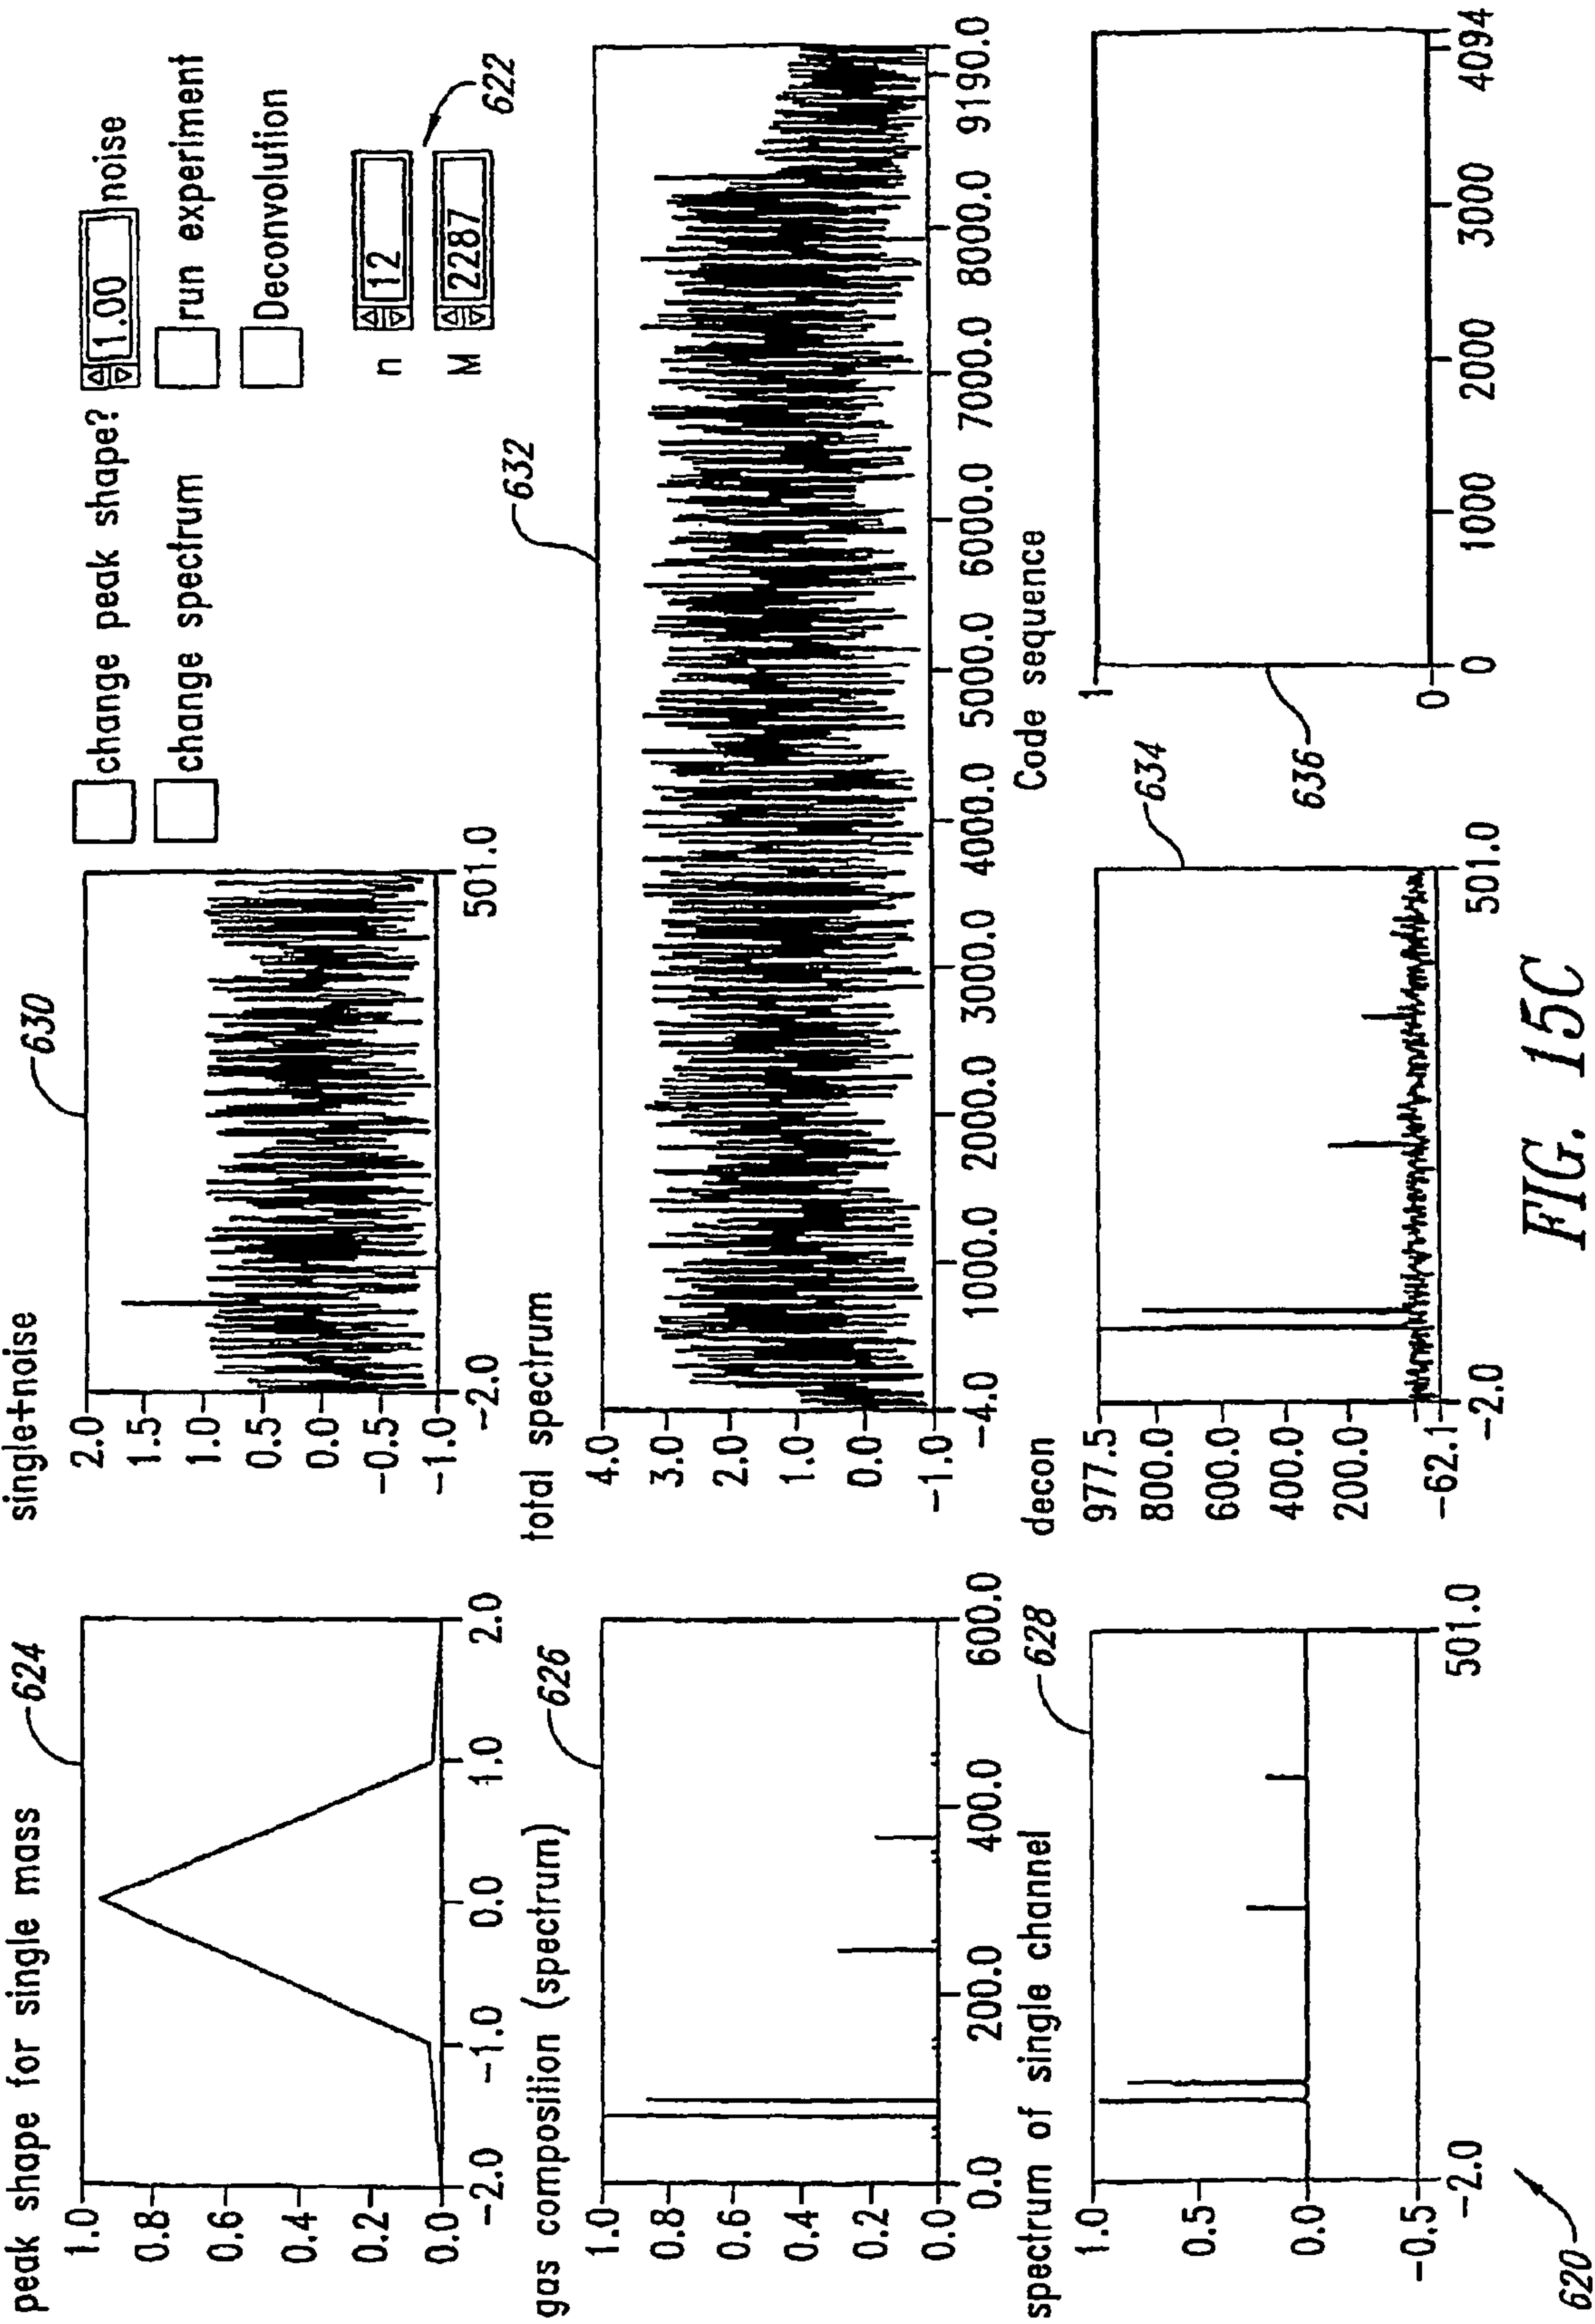 peak shape for single mass
624
1.0
0.8
0.6
0.4
0.2
0.0
-2.0 -1.0 0.0 1.0 2.0
single+noise
630
2.0
1.5
1.0
0.5
0.0
-0.5
-1.0
-2.0 501.0
change peak shape?
change spectrum
1.00 noise
run experiment
Deconvolution
n 12
M 2287
622
gas composition (spectrum)
626
1.0
0.8
0.6
0.4
0.2
0.0
0.0 200.0 400.0 600.0
total spectrum
632
4.0
3.0
2.0
1.0
0.0
-1.0
-4.0 1000.0 2000.0 3000.0 4000.0 5000.0 6000.0 7000.0 8000.0 9190.0
spectrum of single channel
628
1.0
0.5
0.0
-0.5
-2.0 501.0
decon
634
977.5
800.0
600.0
400.0
200.0
-62.1
-2.0 501.0
Code sequence
636
1
0
0 1000 2000 3000 4094
620
FIG. 15C